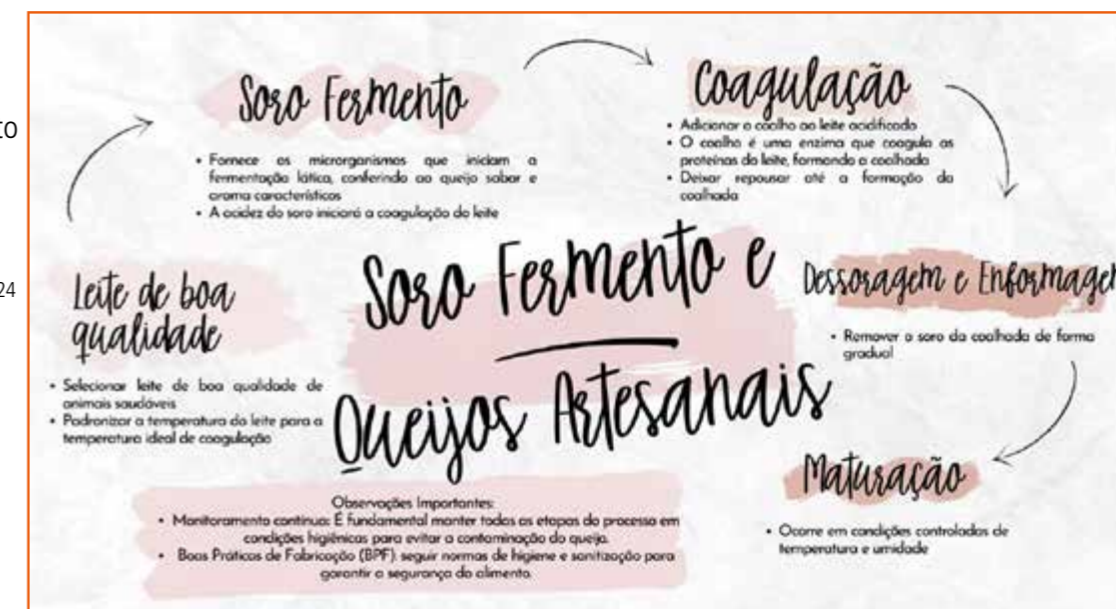 Soro Fermento
• Fornece os microrganismos que iniciam a
fermentação lática, conferindo ao queijo sabor e
aroma característicos
• A acidez do soro iniciará a coagulação do leite
Coagulação
• Adicionar o coalho ao leite acidificado
• O coalho é uma enzima que coagula as
proteínas do leite, formando a coalhada
• Deixar repousar até a formação da
coalhada
Leite de boa
qualidade
• Selecionar leite de boa qualidade de
animais saudáveis
• Padronizar a temperatura do leite para a
temperatura ideal de coagulação
Soro Fermento e
Queijos Artesanais
Dessoragem e Enformagem
• Remover o soro da coalhada de forma
gradual
Maturação
• Ocorre em condições controladas de
temperatura e umidade
Observações Importantes:
• Monitoramento contínuo: É fundamental manter todas as etapas do processo em
condições higiênicas para evitar a contaminação do queijo.
• Boas Práticas de Fabricação (BPF): seguir normas de higiene e sanitização para
garantir a segurança do alimento.
24